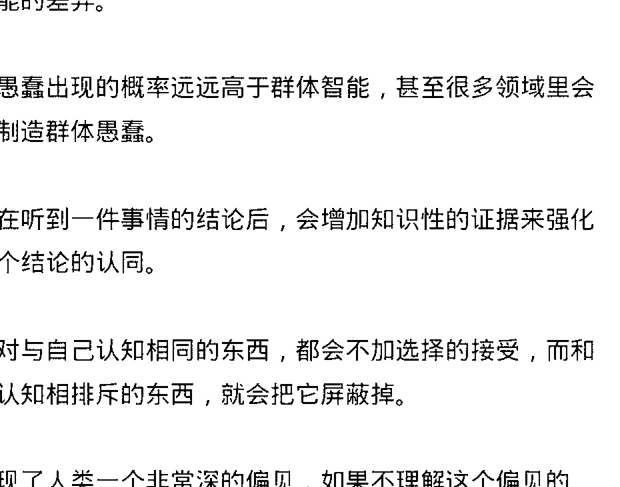 能的差异。
愚蠢出现的概率远远高于群体智能，甚至很多领域里会
制造群体愚蠢。
在听到一件事情的结论后，会增加知识性的证据来强化
个结论的认同。
对与自己认知相同的东西，都会不加选择的接受，而和
认知相排斥的东西，就会把它屏蔽掉。
现了人类一个非常深的偏见，如果不理解这个偏见的